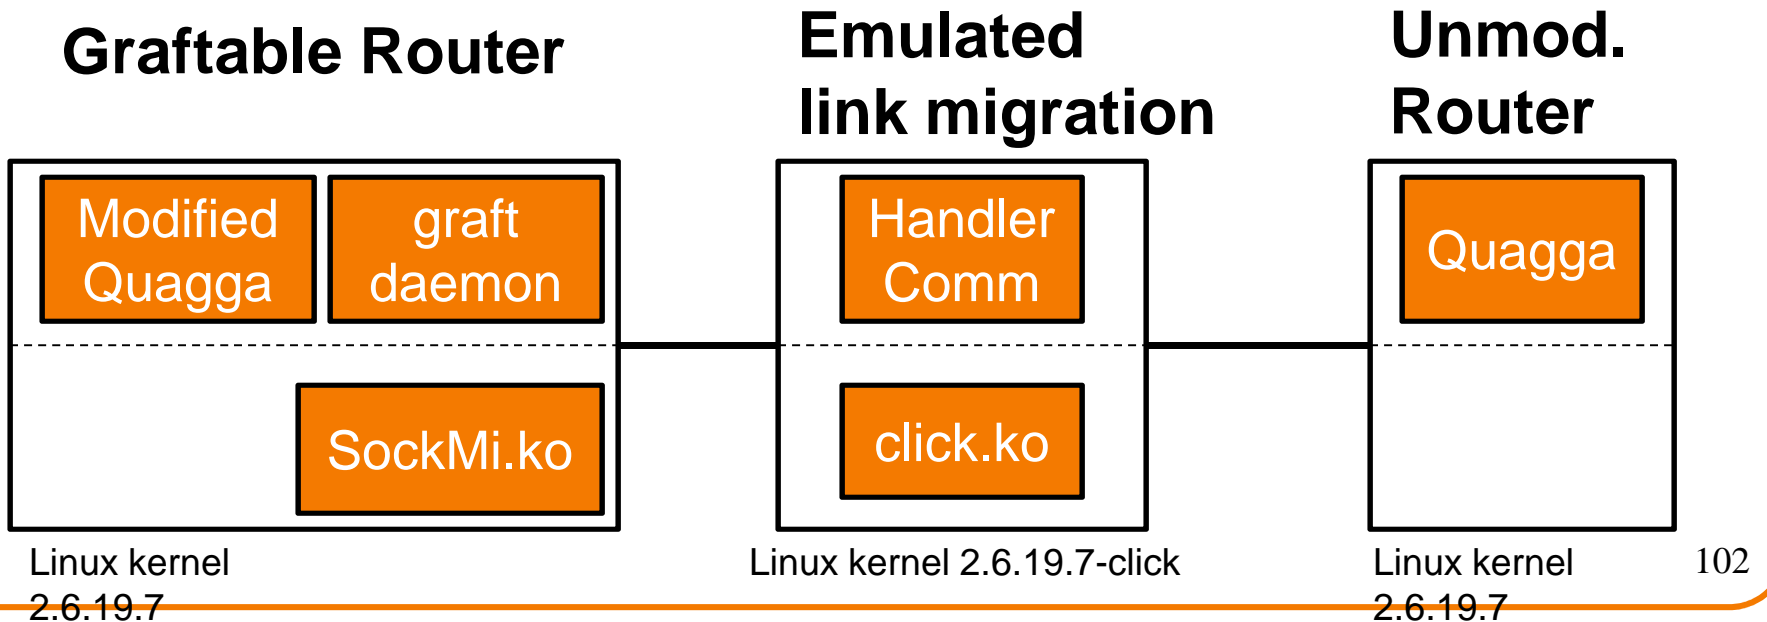 Graftable Router
Emulated
link migration
Unmod.
Router
Modified
Quagga
graft
daemon
Handler
Comm
Quagga
SockMi.ko
click.ko
Linux kernel
2.6.19.7
Linux kernel 2.6.19.7-click
Linux kernel
2.6.19.7
102